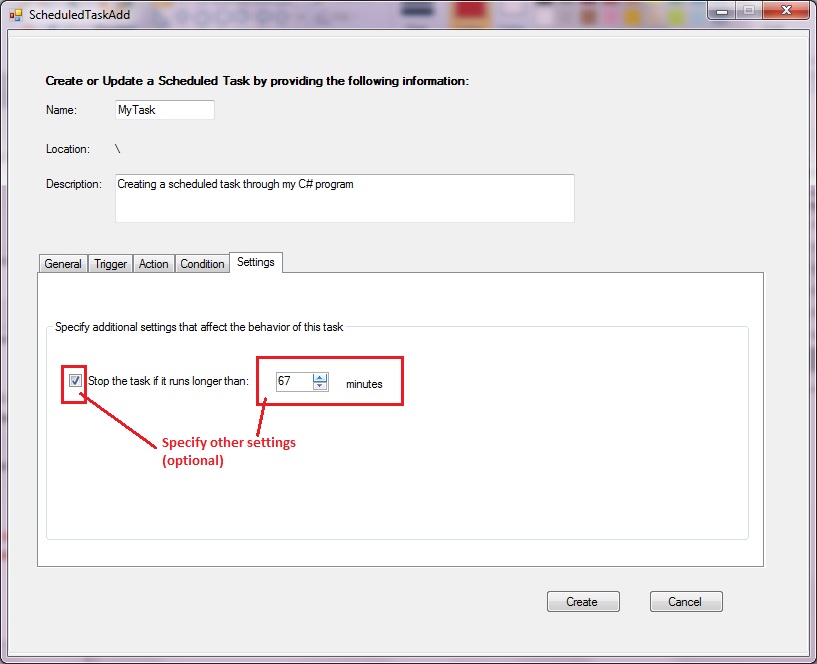 ScheduledTaskAdd
Create or Update a Scheduled Task by providing the following information:
Name: MyTask
Location: \
Description: Creating a scheduled task through my C# program
General Trigger Action Condition Settings
Specify additional settings that affect the behavior of this task
Stop the task if it runs longer than: 67 minutes
Specify other settings
(optional)
Create Cancel